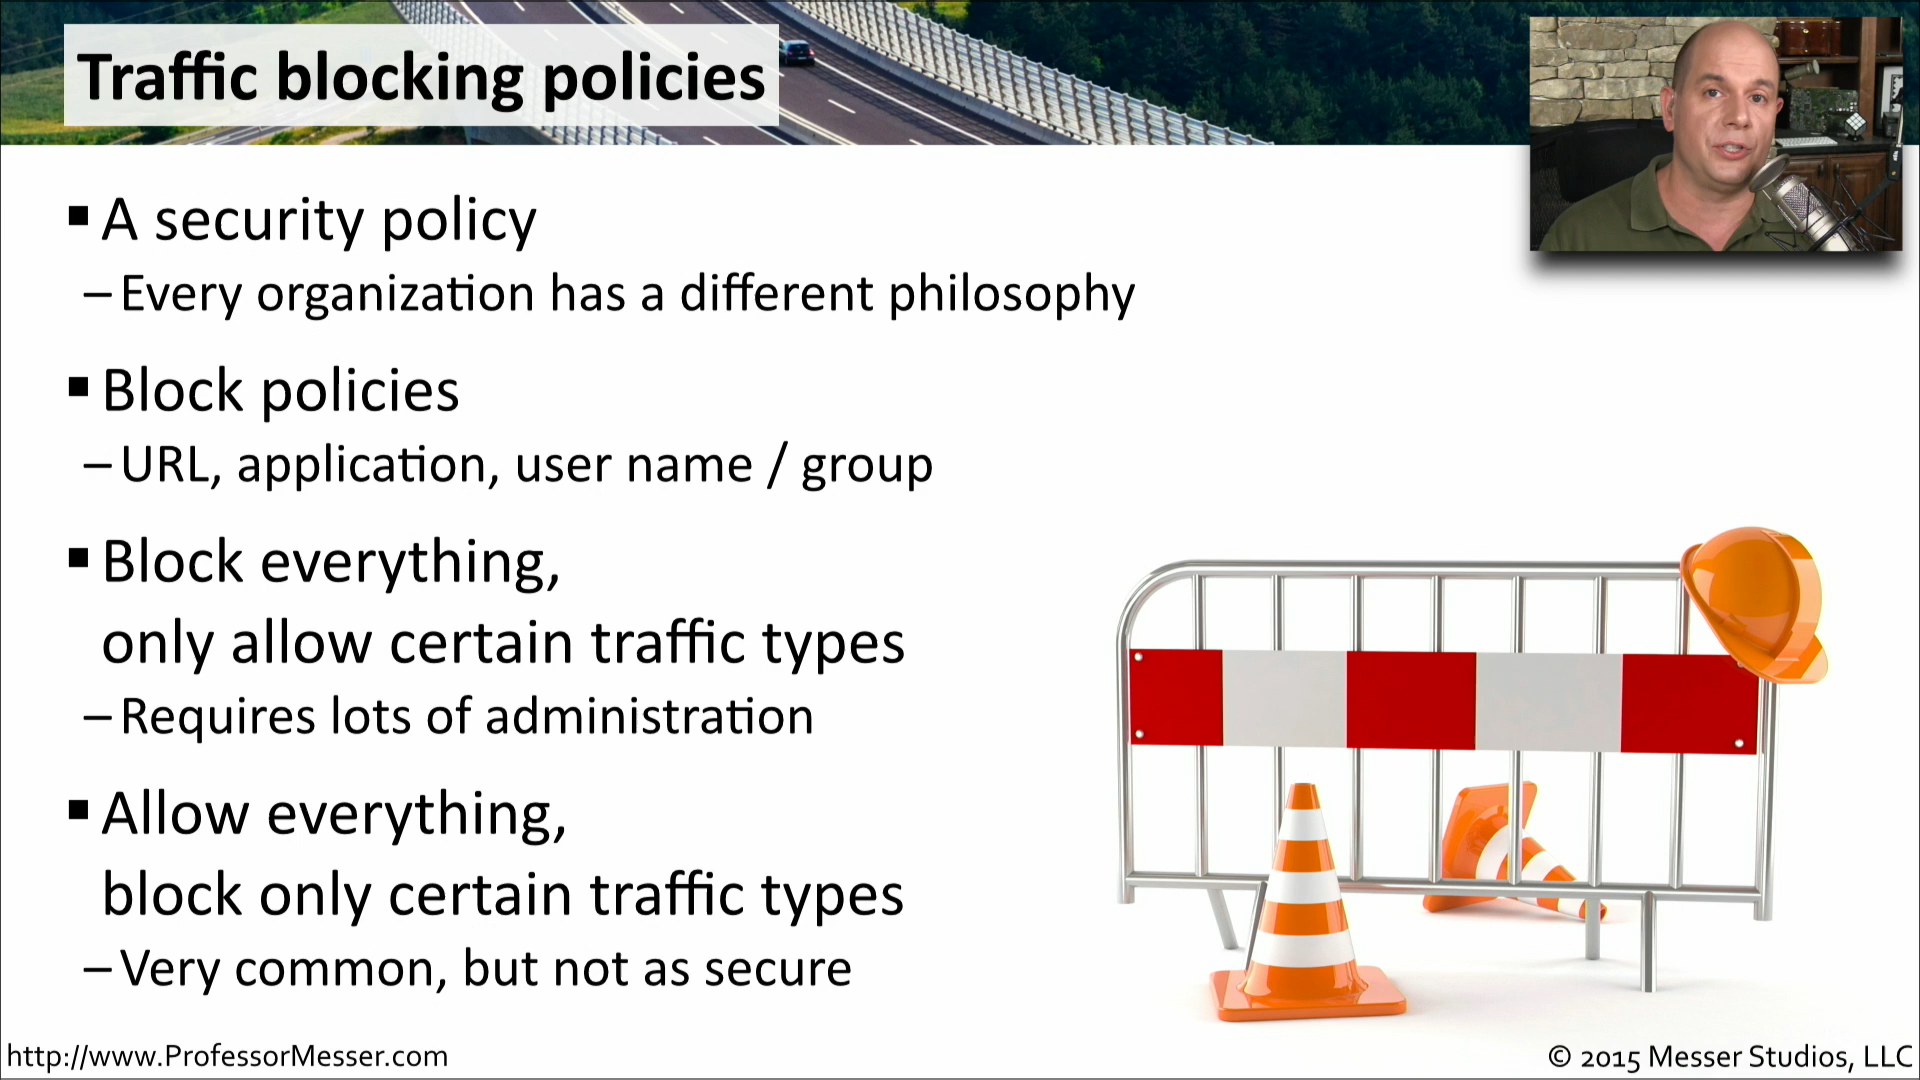 Traffic blocking policies
▪ A security policy
– Every organization has a different philosophy
▪ Block policies
– URL, application, user name / group
▪ Block everything,
only allow certain traffic types
– Requires lots of administration
▪ Allow everything,
block only certain traffic types
– Very common, but not as secure
http://www.ProfessorMesser.com
© 2015 Messer Studios, LLC